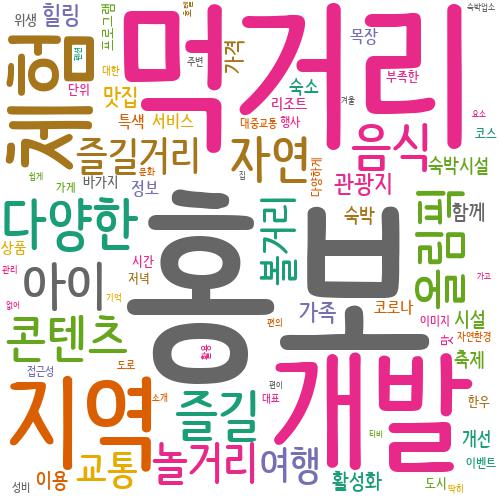 위생
힐링
프로그램
주변
숙박업소
체험
먹거리
대한
가격
목장
부족한
단위
맛집
숙소
리조트
겨울
요소
특색
서비스
대중교통
행사
음식
코스
즐길거리
자연
다양하게
쉽게
문화
집
관광지
숙박시설
가게
바가지
정보
다양한
볼거리
숙박
올림픽
함께
상품
홍보
관리
아이
시간
저녁
없어
기억
가족
코로나
이미지
가고
시설
콘텐츠
활용
편의
맛
자연환경
접근성
도로
축제
지역
즐길
소개
편이
대표
개발
한우
티비
개선
교통
놀거리
여행
이벤트
성비
이용
활성화
도시
딱히